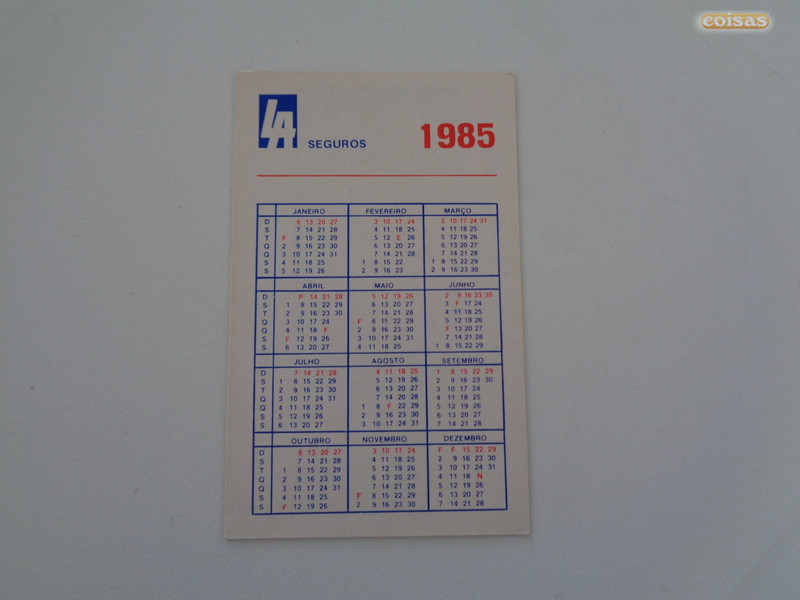 coisas
LA SEGUROS 1985
JANEIRO FEVEREIRO MARÇO
D 6 13 20 27 3 10 17 24 3 10 17 24 31
S 7 14 21 28 4 11 18 25 4 11 18 25
T F 8 15 22 29 5 12 E 26 5 12 19 26
Q 2 9 16 23 30 6 13 20 27 6 13 20 27
Q 3 10 17 24 31 7 14 21 28 7 14 21 28
S 4 11 18 25 1 8 15 22 1 8 15 22 29
S 5 12 19 26 2 9 16 23 2 9 16 23 30
ABRIL MAIO JUNHO
D P 14 21 28 5 12 19 26 2 9 16 23 30
S 1 8 15 22 29 6 13 20 27 3 F 17 24
T 2 9 16 23 30 7 14 21 28 4 11 18 25
Q 3 10 17 24 F 8 15 22 29 5 12 19 26
Q 4 11 18 F 2 9 16 23 30 F 13 20 27
S F 12 19 26 3 10 17 24 31 7 14 21 28
S 6 13 20 27 4 11 18 25 1 8 15 22 29
JULHO AGOSTO SETEMBRO
D 7 14 21 28 4 11 18 25 1 8 15 22 29
S 1 8 15 22 29 5 12 19 26 2 9 16 23 30
T 2 9 16 23 30 6 13 20 27 3 10 17 24
Q 3 10 17 24 31 7 14 21 28 4 11 18 25
Q 4 11 18 25 1 8 F 22 29 5 12 19 26
S 5 12 19 26 2 9 16 23 30 6 13 20 27
S 6 13 20 27 3 10 17 24 31 7 14 21 28
OUTUBRO NOVEMBRO DEZEMBRO
D 6 13 20 27 3 10 17 24 F F 15 22 29
S 7 14 21 28 4 11 18 25 2 9 16 23 30
T 1 8 15 22 29 5 12 19 26 3 10 17 24 31
Q 2 9 16 23 30 6 13 20 27 4 11 18 N
Q 3 10 17 24 31 7 14 21 28 5 12 19 26
S 4 11 18 25 F 8 15 22 29 6 13 20 27
S F 12 19 26 2 9 16 23 30 7 14 21 28